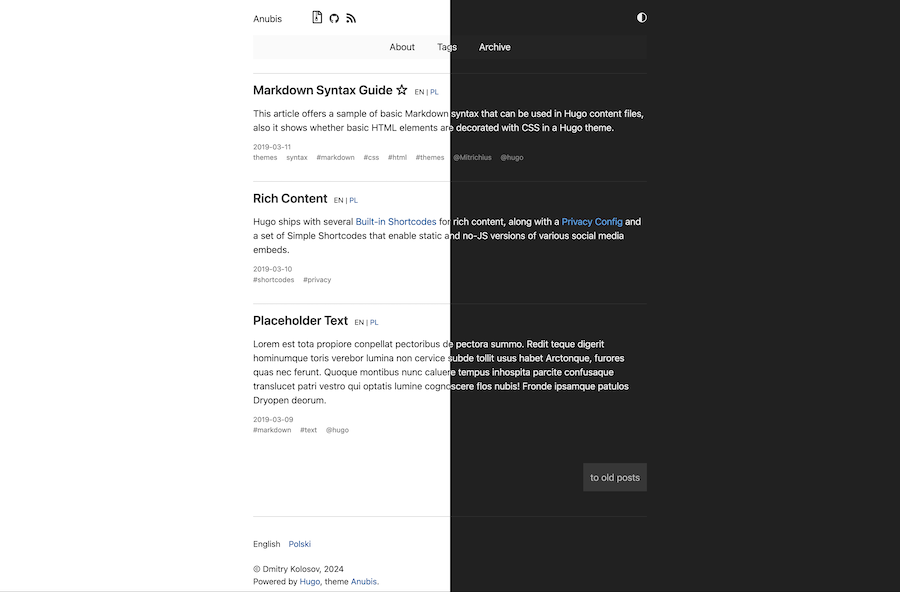 Anubis
About Tags Archive
Markdown Syntax Guide ☆ EN | PL
This article offers a sample of basic Markdown syntax that can be used in Hugo content files,
also it shows whether basic HTML elements are decorated with CSS in a Hugo theme.
2019-03-11
themes syntax #markdown #css #html #themes @Mitrichius @hugo
Rich Content EN | PL
Hugo ships with several Built-in Shortcodes for rich content, along with a Privacy Config and
a set of Simple Shortcodes that enable static and no-JS versions of various social media
embeds.
2019-03-10
#shortcodes #privacy
Placeholder Text EN | PL
Lorem est tota propiore conpellat pectoribus de pectora summo. Redit teque digerit
hominumque toris verebor lumina non cervice subde tollit usus habet Arctonque, furores
quas nec ferunt. Quoque montibus nunc caluere tempus inhospita parcite confusaque
translucet patri vestro qui optatis lumine cognoscere flos nubis! Fronde ipsamque patulos
Dryopen deorum.
2019-03-09
#markdown #text @hugo
to old posts
English Polski
© Dmitry Kolosov, 2024
Powered by Hugo, theme Anubis.